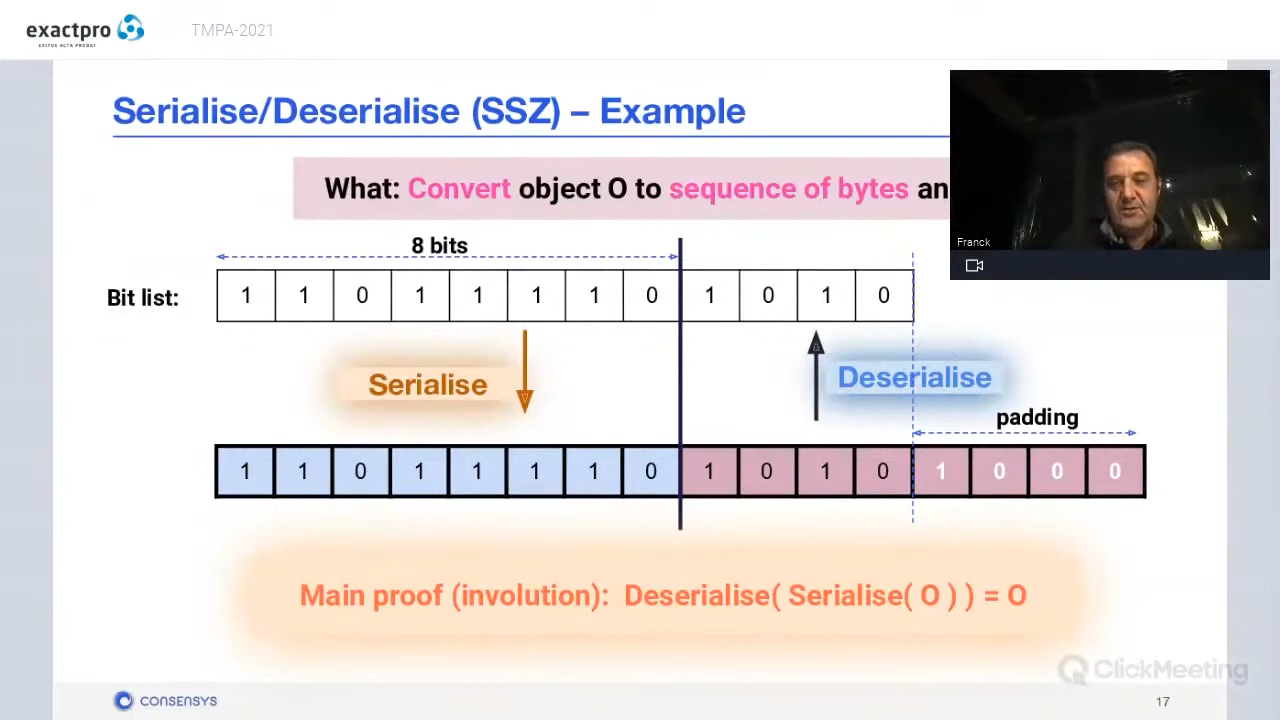 exactpro
EXITUS ACTA PROBAT
TMPA-2021
Serialise/Deserialise (SSZ) – Example
What: Convert object O to sequence of bytes an
Franck
8 bits
Bit list: 1 1 0 1 1 1 1 0 1 0 1 0
Serialise
Deserialise
padding
1 1 0 1 1 1 1 0 1 0 1 0 1 0 0 0
Main proof (involution): Deserialise( Serialise( O ) ) = O
ClickMeeting
CONSENSYS
17